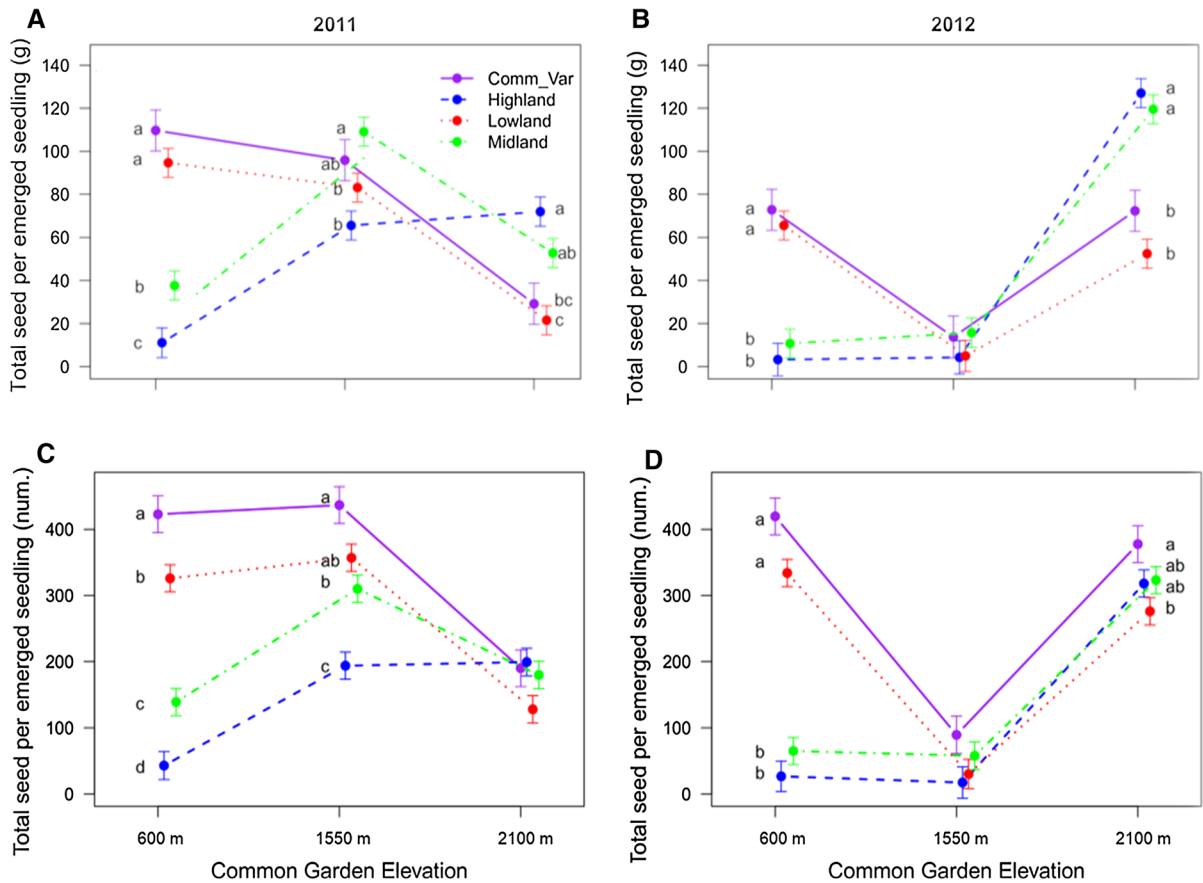 A
2011
Total seed per emerged seedling (g)
140
120
100
80
60
40
20
0
Comm_Var
Highland
Lowland
Midland
a
a
b
c
a
ab
b
b
a
ab
bc
c
B
2012
Total seed per emerged seedling (g)
140
120
100
80
60
40
20
0
a
a
b
b
a
a
b
b
C
Total seed per emerged seedling (num.)
400
300
200
100
0
a
b
c
d
a
ab
b
c
600 m
1550 m
2100 m
Common Garden Elevation
D
Total seed per emerged seedling (num.)
400
300
200
100
0
a
a
b
b
a
ab
ab
b
600 m
1550 m
2100 m
Common Garden Elevation